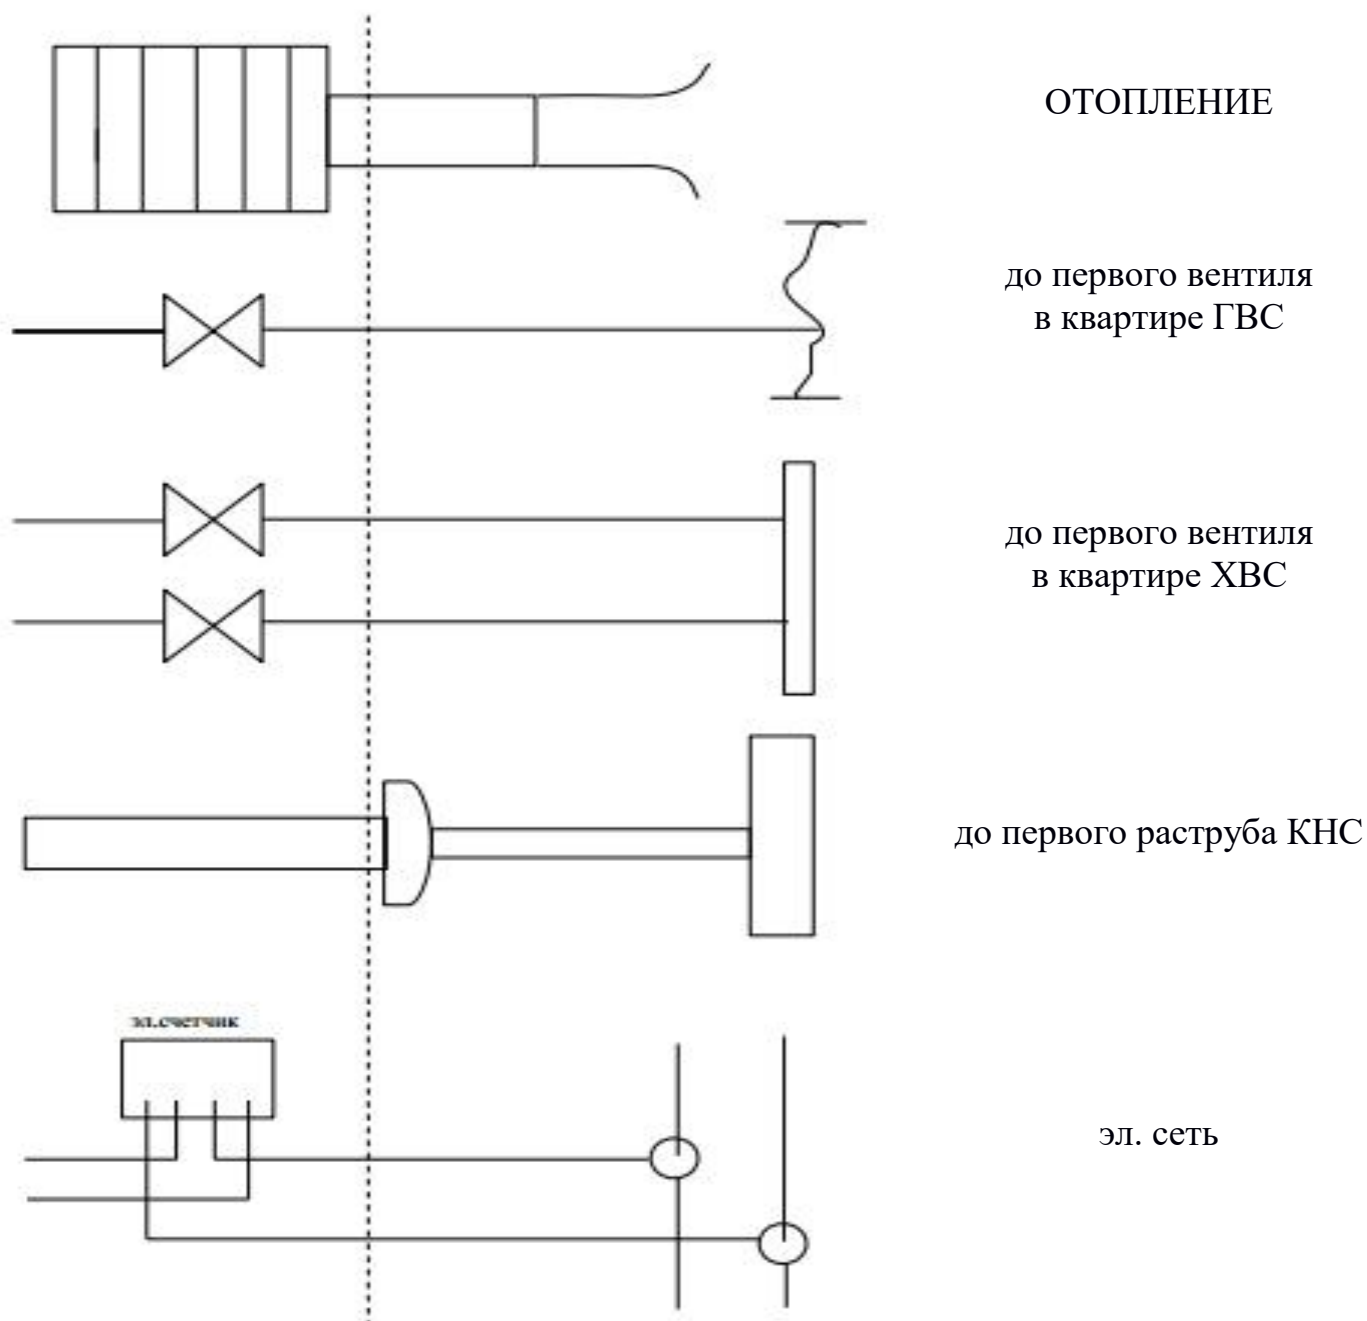 ОТОПЛЕНИЕ
до первого вентиля
в квартире ГВС
до первого вентиля
в квартире ХВС
до первого раструба КНС
эл.счетчик
эл. сеть